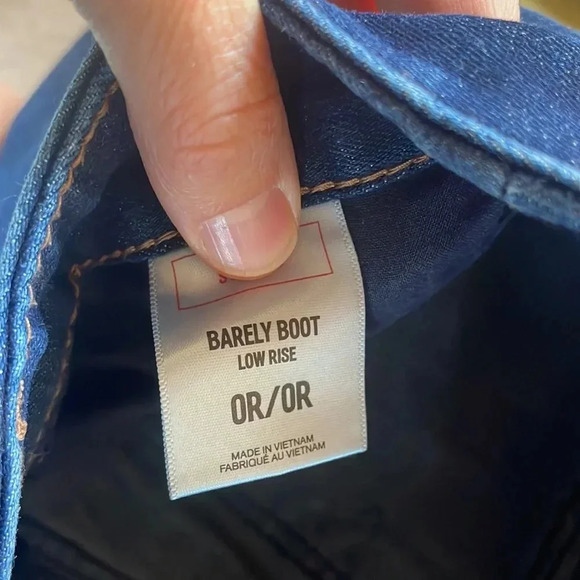 BARELY BOOT
LOW RISE
0R/0R
MADE IN VIETNAM
FABRIQUÉ AU VIETNAM